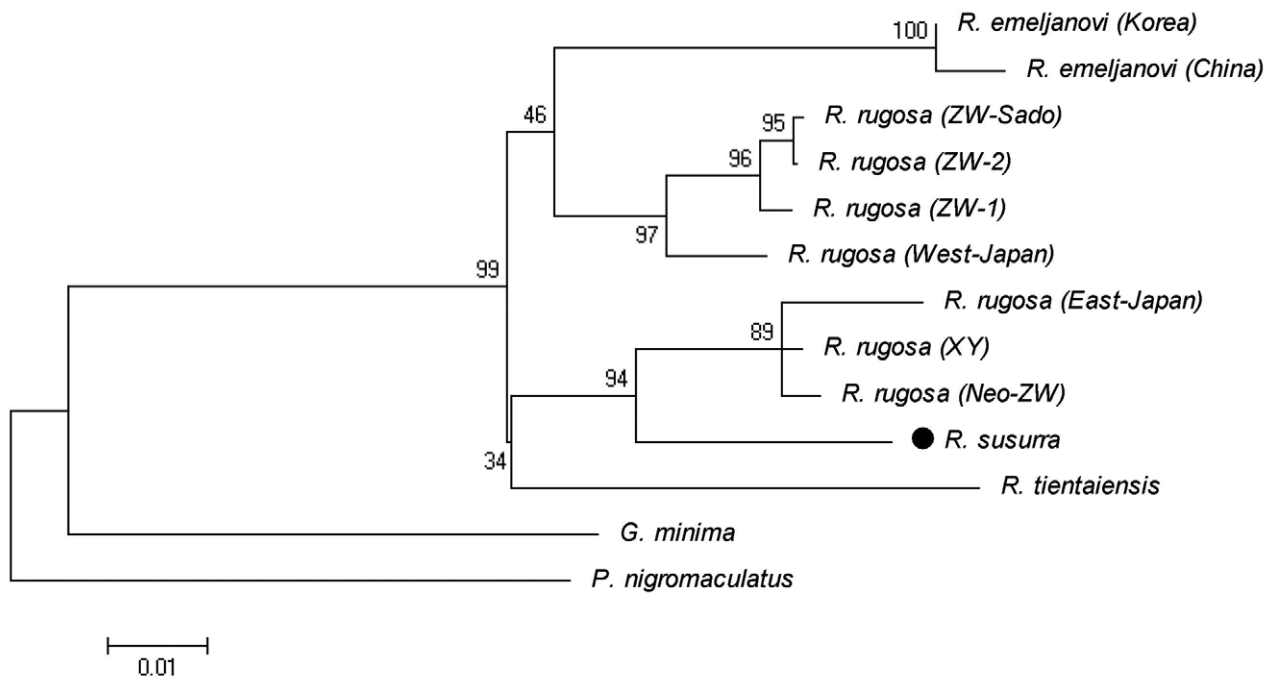 100
R. emeljanovi (Korea)
R. emeljanovi (China)
46
95
R. rugosa (ZW-Sado)
96
R. rugosa (ZW-2)
R. rugosa (ZW-1)
97
R. rugosa (West-Japan)
99
R. rugosa (East-Japan)
89
R. rugosa (XY)
94
R. rugosa (Neo-ZW)
R. susurra
34
R. tientaiensis
G. minima
P. nigromaculatus
0.01